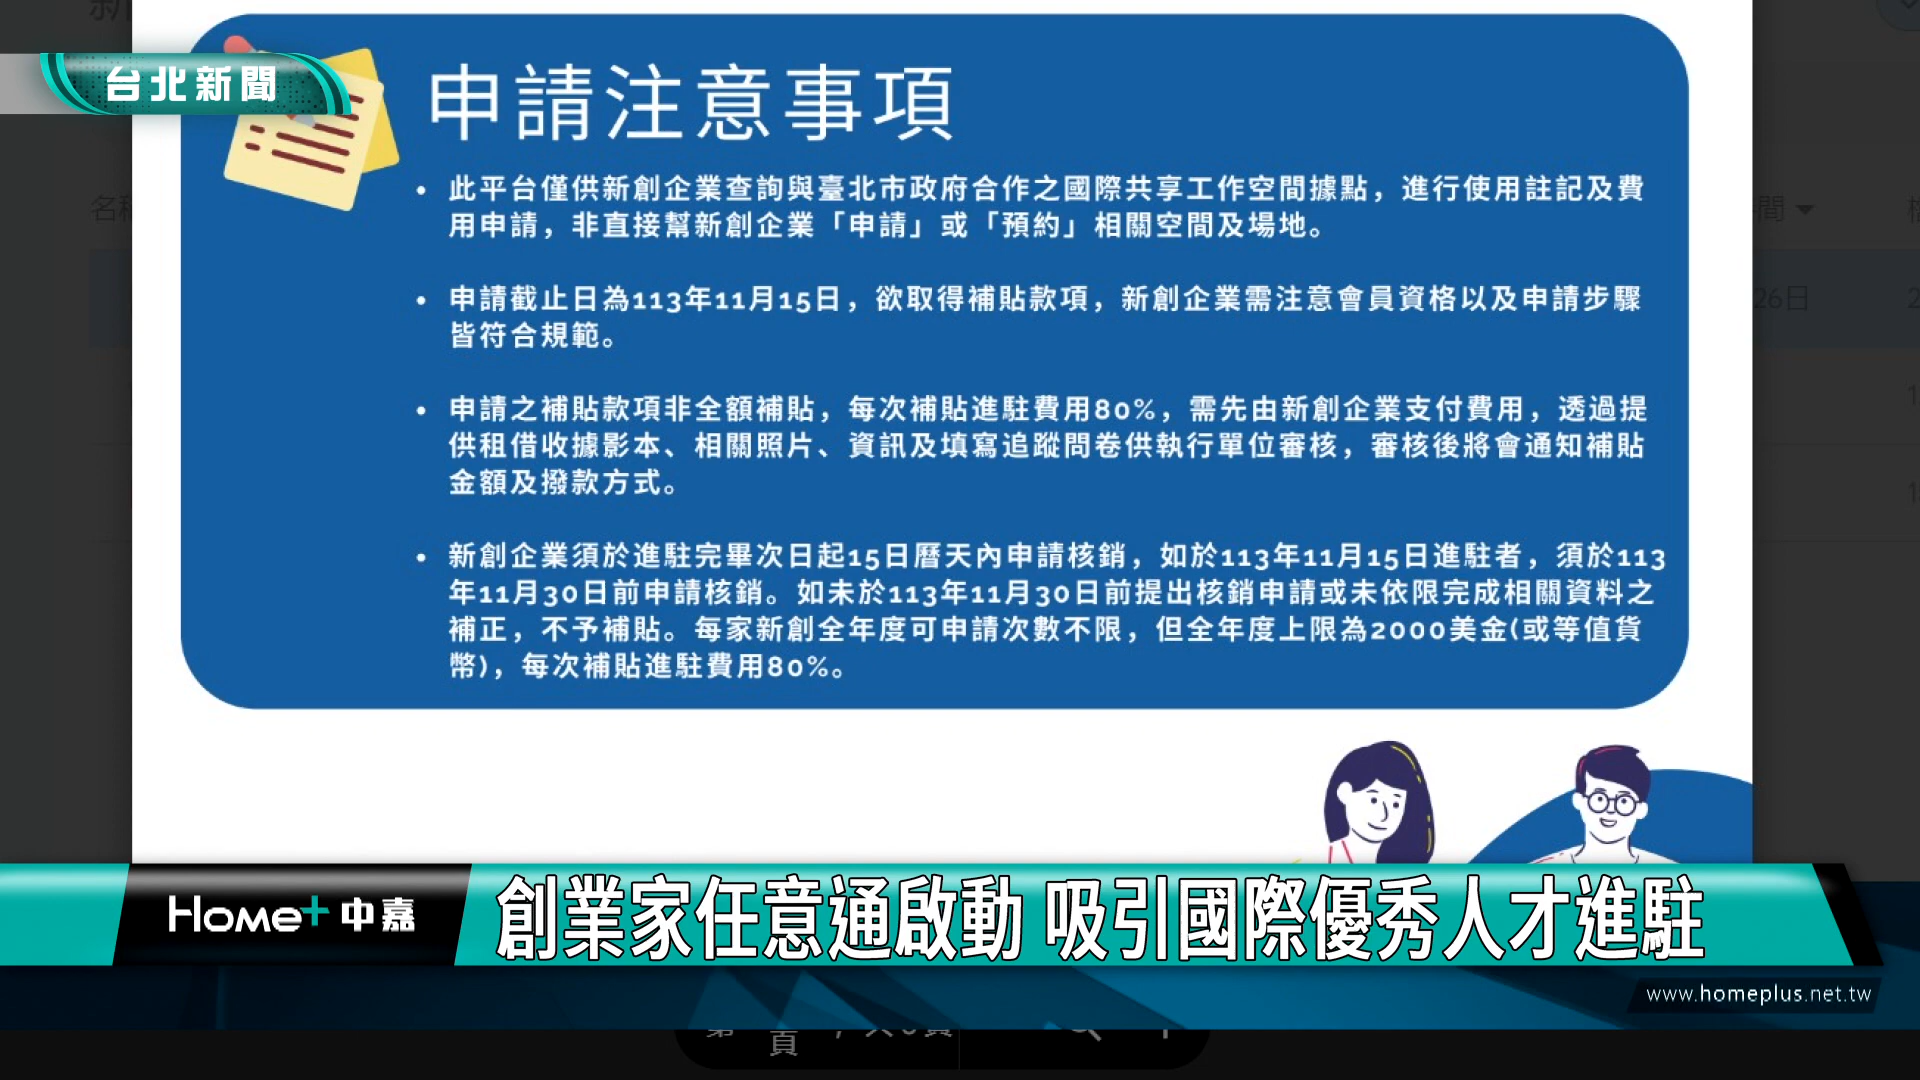 台北新聞
申請注意事項
• 此平台僅供新創企業查詢與臺北市政府合作之國際共享工作空間據點，進行使用註記及費
用申請，非直接幫新創企業「申請」或「預約」相關空間及場地。
• 申請截止日為113年11月15日，欲取得補貼款項，新創企業需注意會員資格以及申請步驟
皆符合規範。
• 申請之補貼款項非全額補貼，每次補貼進駐費用80%，需先由新創企業支付費用，透過提
供租借收據影本、相關照片、資訊及填寫追蹤問卷供執行單位審核，審核後將會通知補貼
金額及撥款方式。
• 新創企業須於進駐完畢次日起15日曆天內申請核銷，如於113年11月15日進駐者，須於113
年11月30日前申請核銷。如未於113年11月30日前提出核銷申請或未依限完成相關資料之
補正，不予補貼。每家新創全年度可申請次數不限，但全年度上限為2000美金(或等值貨
幣)，每次補貼進駐費用80%。
間
26日
Home+中嘉
創業家任意通啟動 吸引國際優秀人才進駐
www.homeplus.net.tw
頁